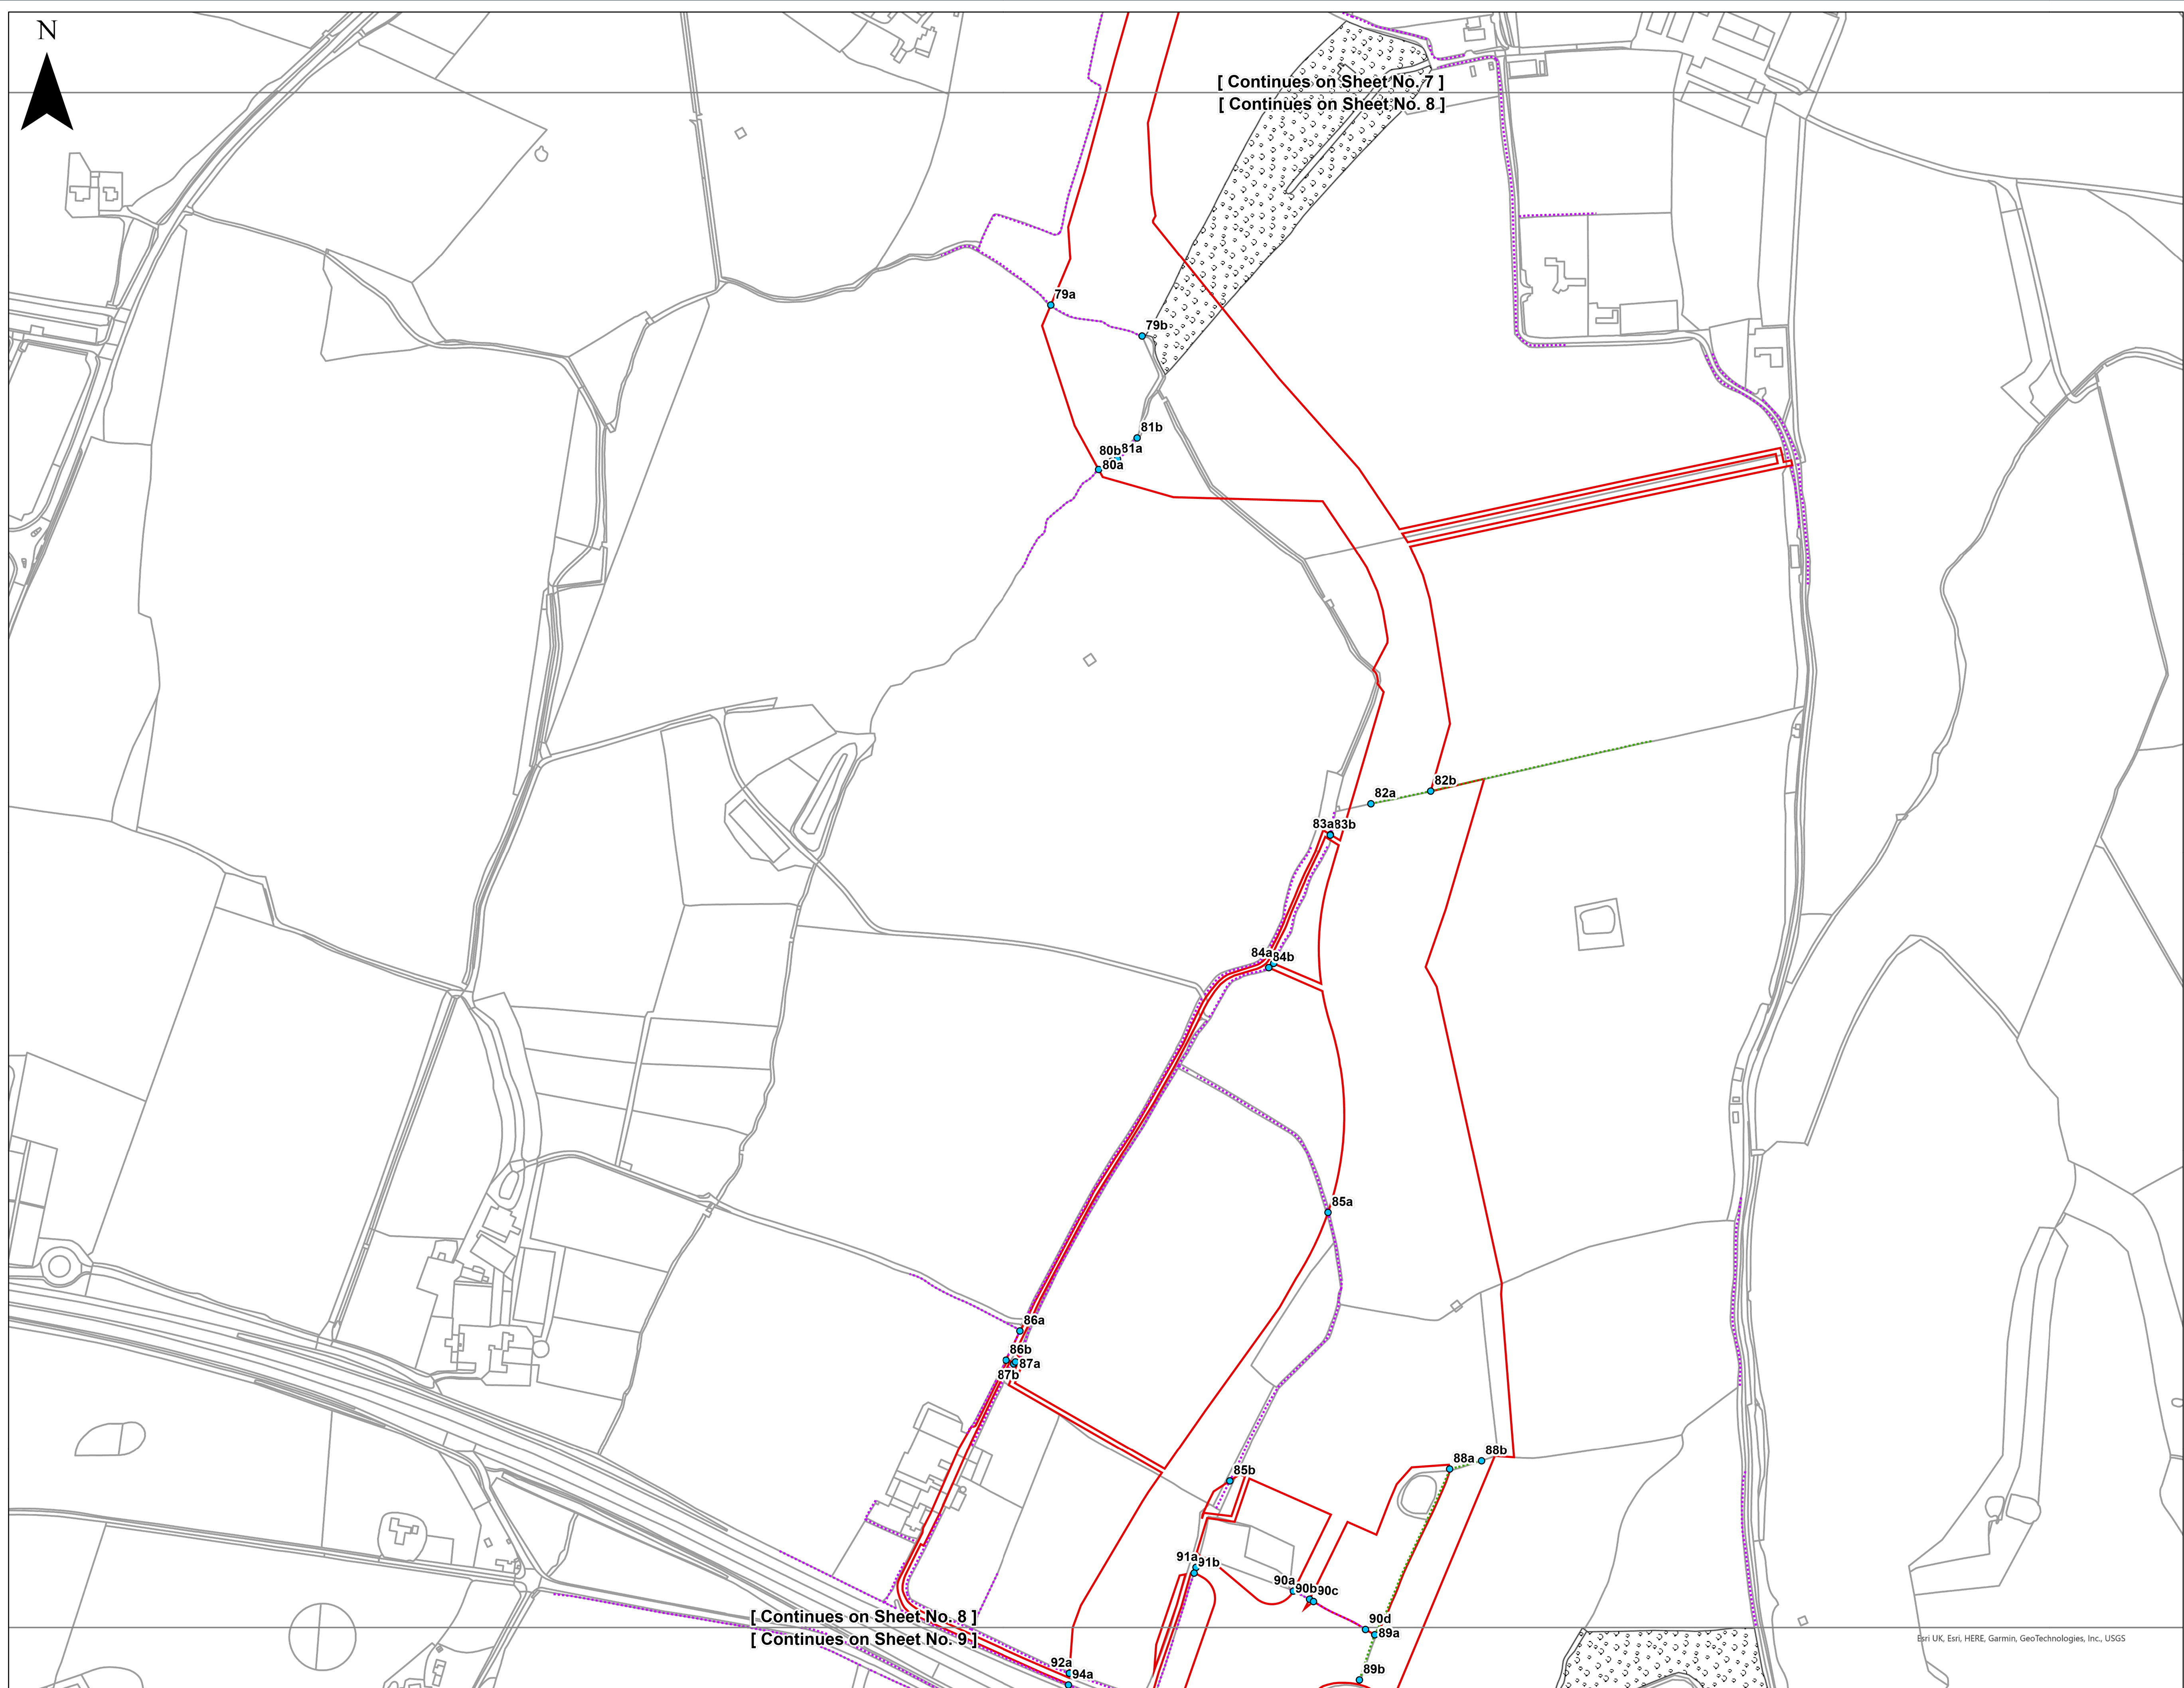 N
[ Continues on Sheet No. 7 ]
[ Continues on Sheet No. 8 ]
79a
79b
81b
80b
81a
80a
82b
82a
83a
83b
84a
84b
85a
86a
86b
87a
87b
88b
88a
85b
91a
91b
90a
90b
90c
90d
89a
[ Continues on Sheet No. 8 ]
[ Continues on Sheet No. 9 ]
Esri UK, Esri, HERE, Garmin, GeoTechnologies, Inc., USGS
92a
94a
89b